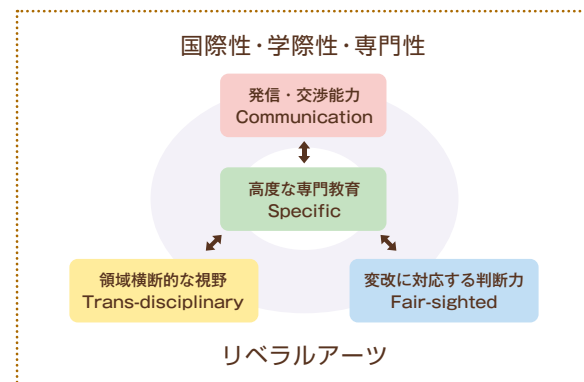 国際性・学際性・専門性
発信・交渉能力
Communication
高度な専門教育
Specific
領域横断的な視野
Trans-disciplinary
変改に対応する判断力
Fair-sighted
リベラルアーツ